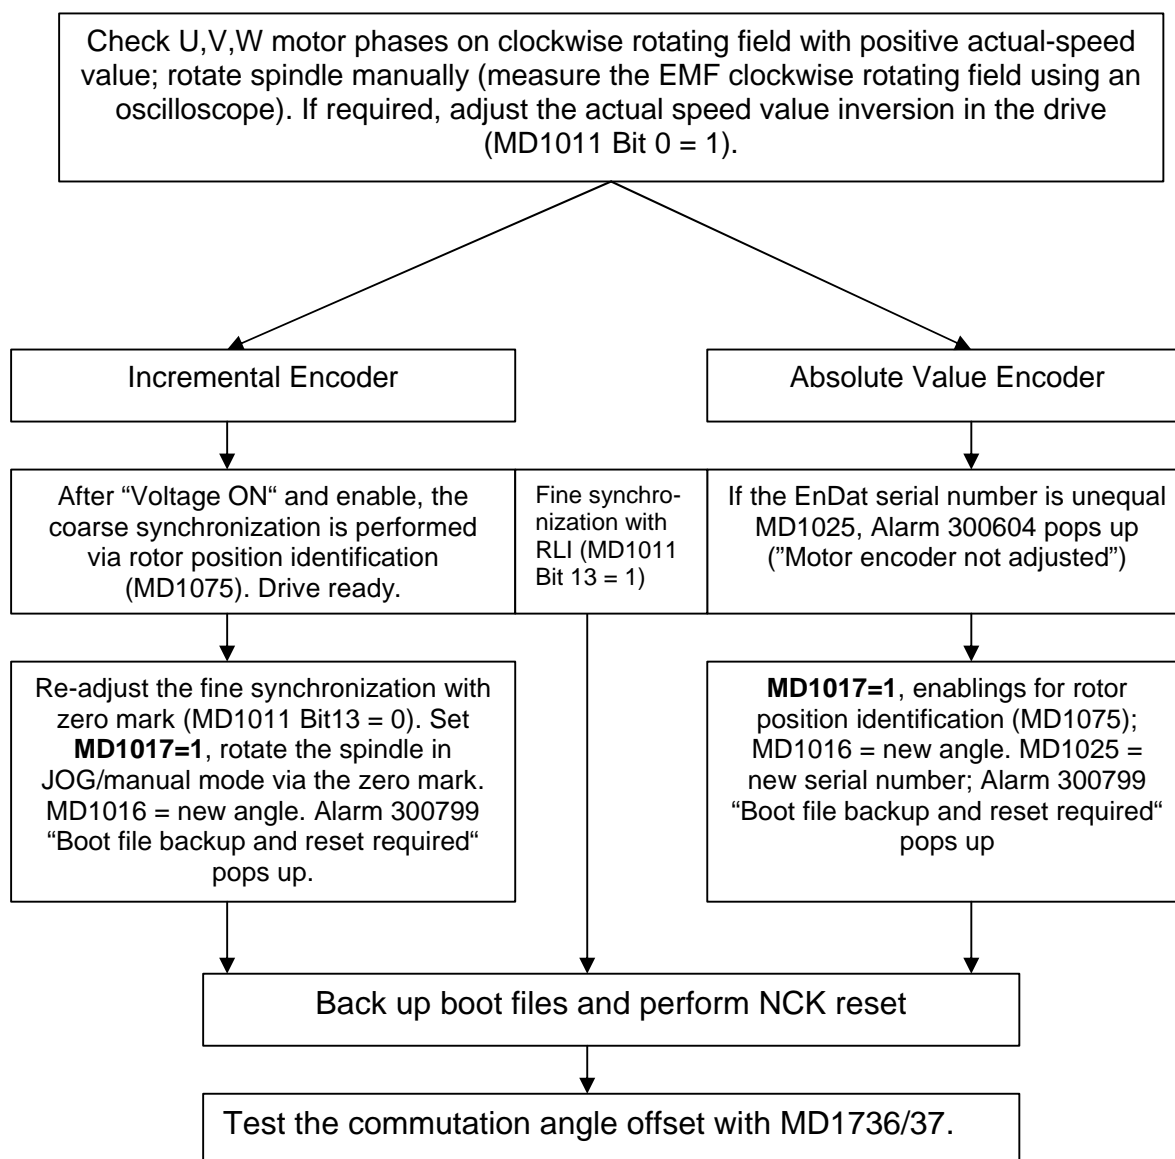 Check U,V,W motor phases on clockwise rotating field with positive actual-speed
value; rotate spindle manually (measure the EMF clockwise rotating field using an
oscilloscope). If required, adjust the actual speed value inversion in the drive
(MD1011 Bit 0 = 1).
Incremental Encoder
Absolute Value Encoder
After “Voltage ON“ and enable, the
coarse synchronization is performed
via rotor position identification
(MD1075). Drive ready.
Fine synchro-
nization with
RLI (MD1011
Bit 13 = 1)
If the EnDat serial number is unequal
MD1025, Alarm 300604 pops up
(”Motor encoder not adjusted”)
Re-adjust the fine synchronization with
zero mark (MD1011 Bit13 = 0). Set
MD1017=1, rotate the spindle in
JOG/manual mode via the zero mark.
MD1016 = new angle. Alarm 300799
“Boot file backup and reset required“
pops up.
MD1017=1, enablings for rotor
position identification (MD1075);
MD1016 = new angle. MD1025 =
new serial number; Alarm 300799
“Boot file backup and reset required“
pops up
Back up boot files and perform NCK reset
Test the commutation angle offset with MD1736/37.